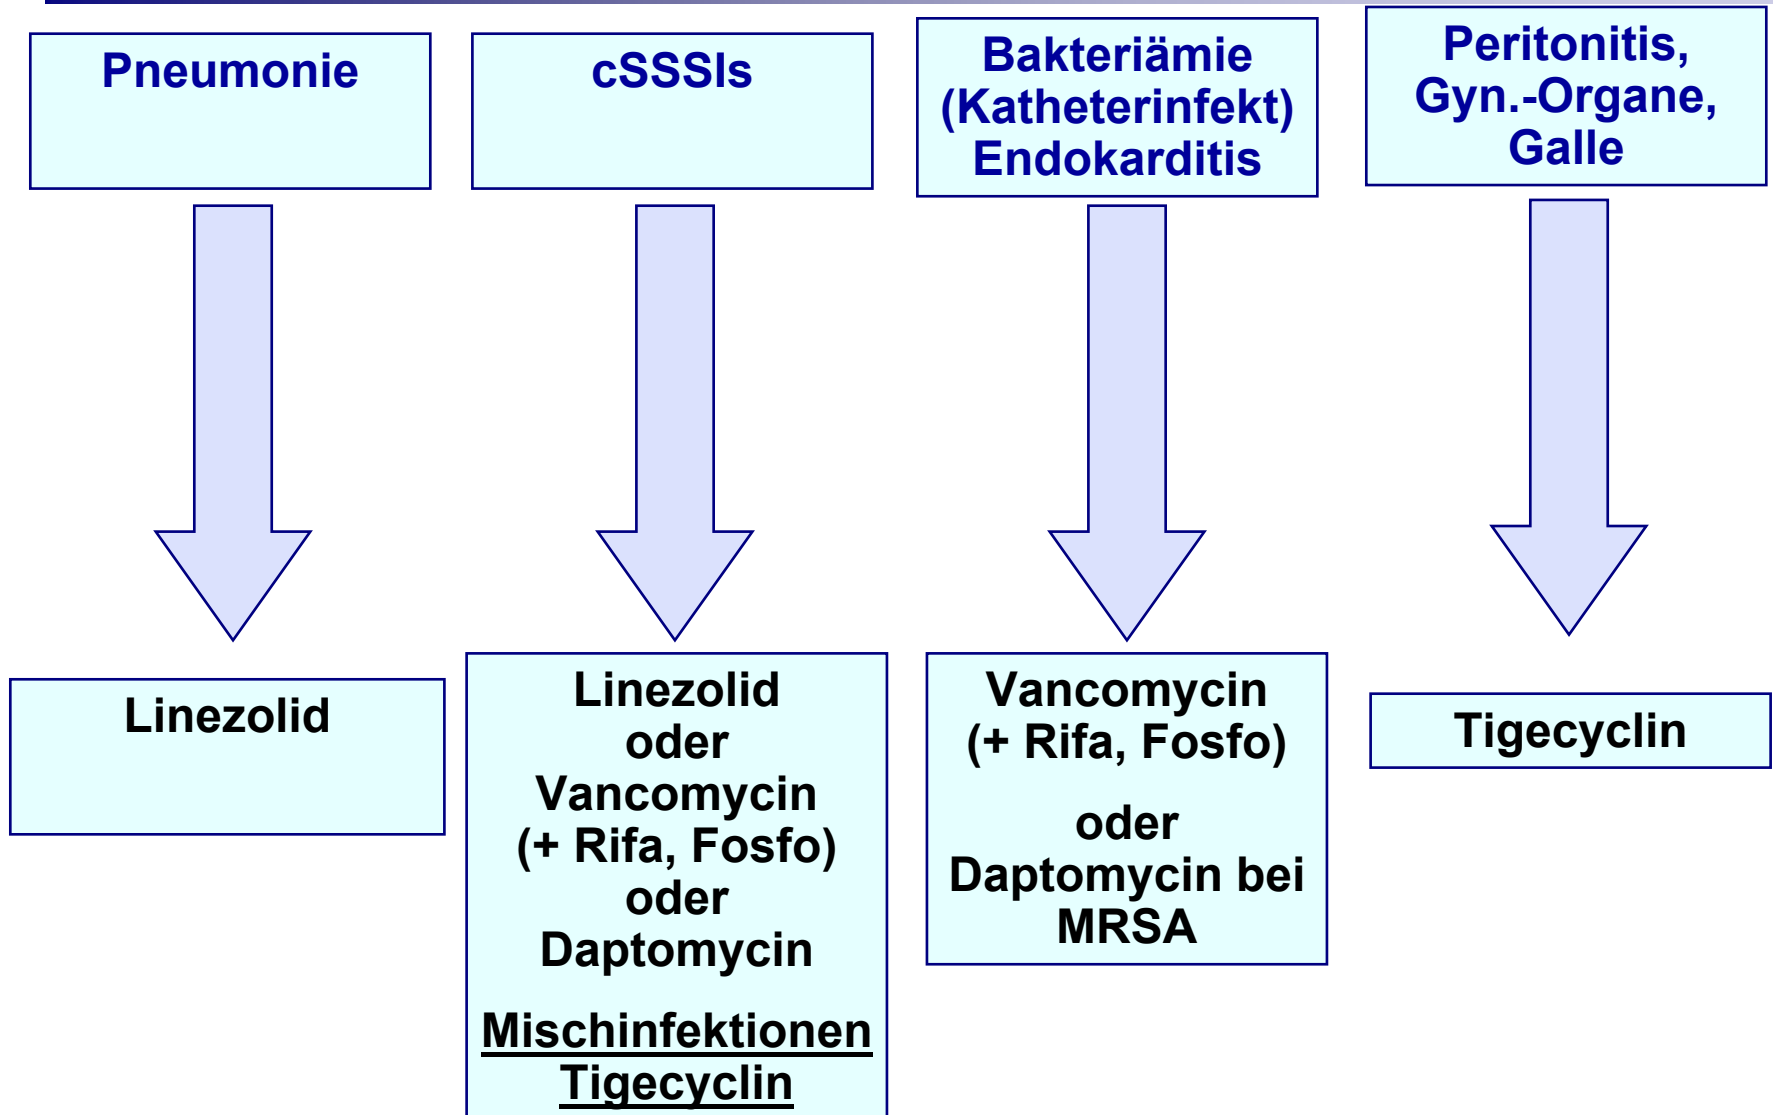 Pneumonie
cSSSIs
Bakteriämie
(Katheterinfekt)
Endokarditis
Peritonitis,
Gyn.-Organe,
Galle
Linezolid
Linezolid
oder
Vancomycin
(+ Rifa, Fosfo)
oder
Daptomycin
Mischinfektionen
Tigecyclin
Vancomycin
(+ Rifa, Fosfo)
oder
Daptomycin bei
MRSA
Tigecyclin